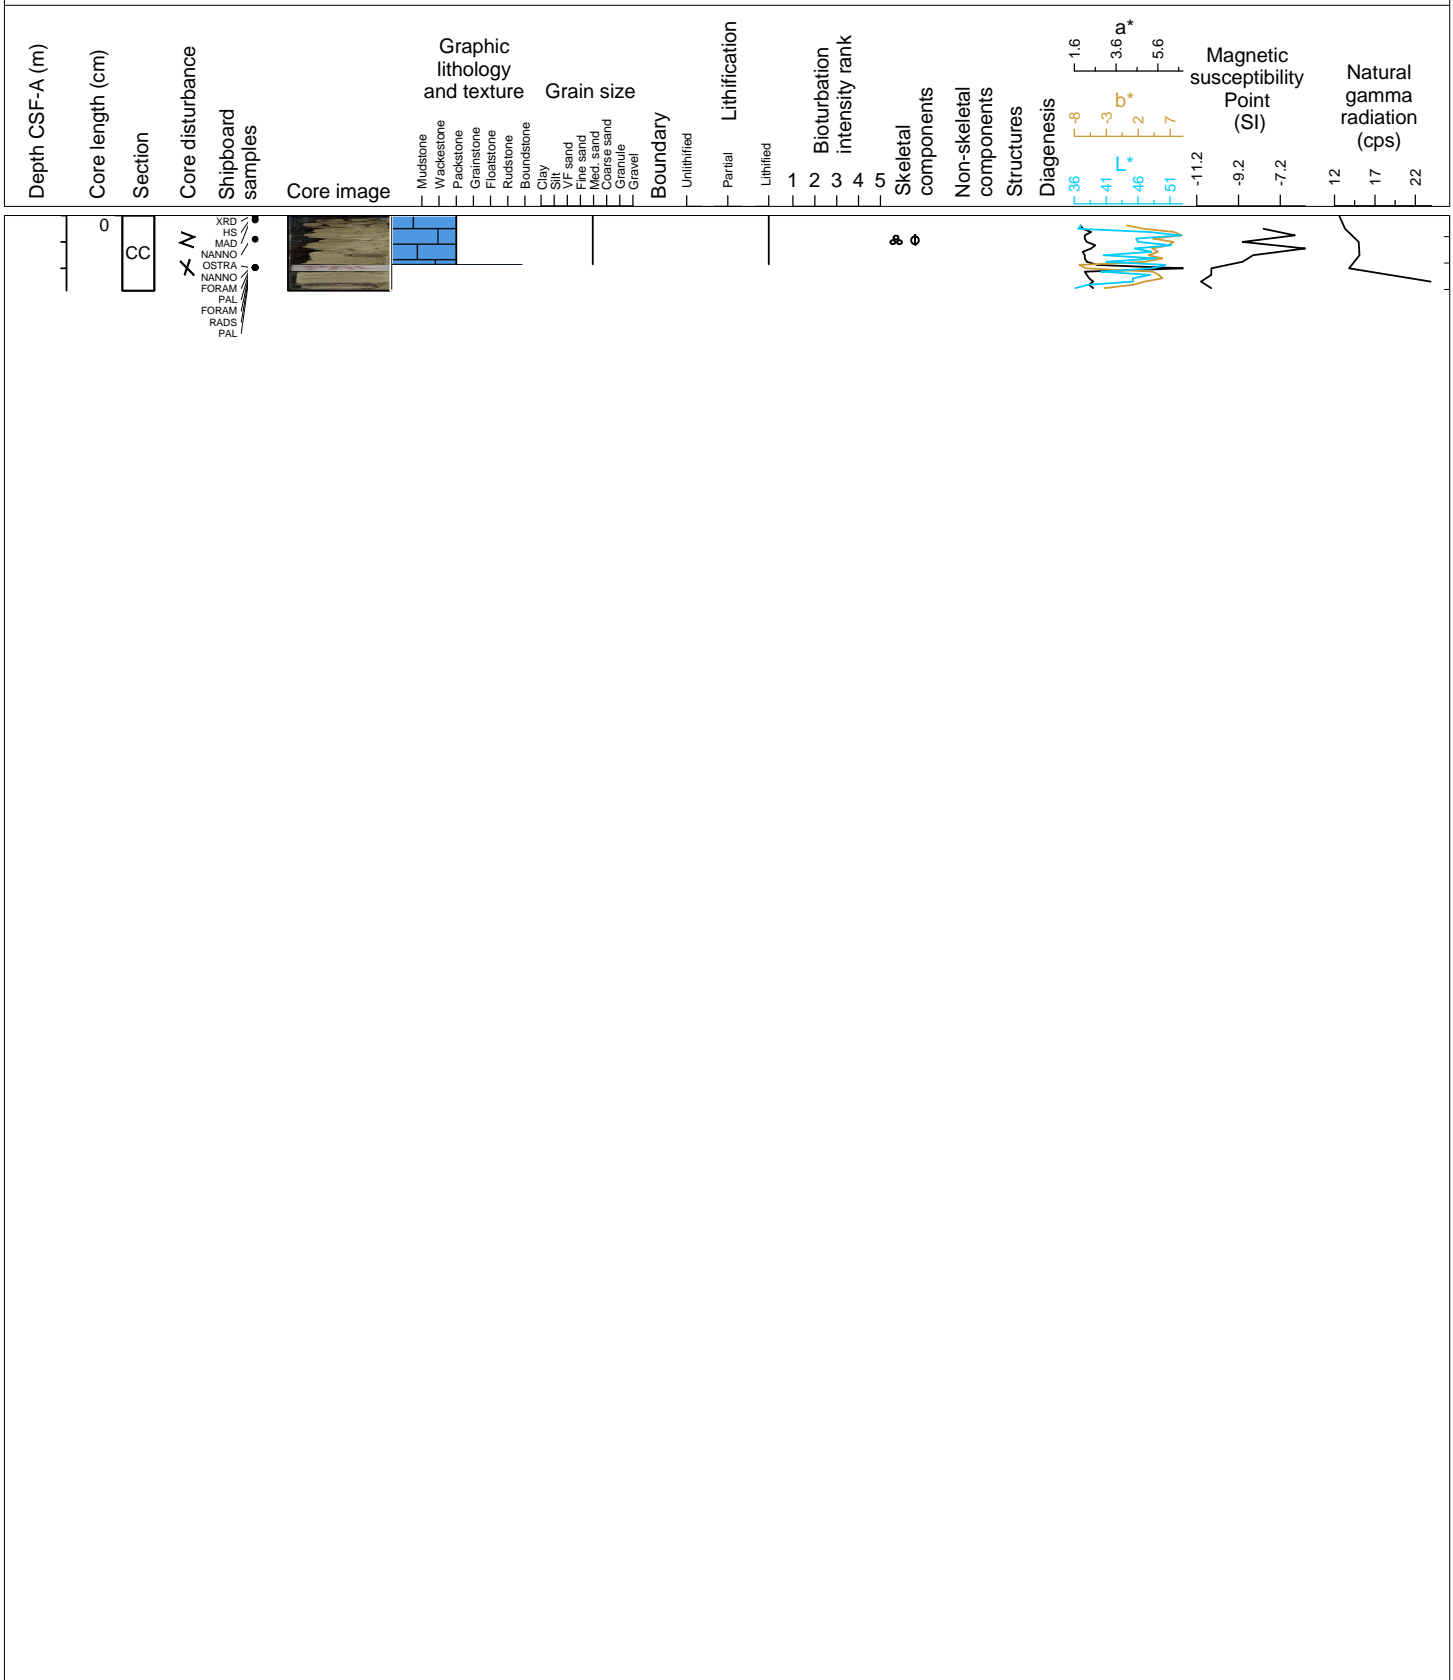 Depth CSF-A (m)
Core length (cm)
Section
Core disturbance
Shipboard
samples
Core image
Graphic
lithology
and texture
Mudstone
Wackestone
Packstone
Grainstone
Floatstone
Rudstone
Boundstone
Grain size
Clay
Silt
VF sand
Fine sand
Med. sand
Coarse sand
Granule
Gravel
Boundary
Lithification
Unlithified
Partial
Lithified
Bioturbation
intensity rank
1 2 3 4 5
Skeletal
components
Non-skeletal
components
Structures
Diagenesis
a*
1.6 3.6 5.6
b*
-8 -3 2 7
L*
36 41 46 51
Magnetic
susceptibility
Point
(SI)
-11.2 -9.2 -7.2
Natural
gamma
radiation
(cps)
12 17 22
0
CC
XRD
HS
MAD
NANNO
OSTRA
NANNO
FORAM
PAL
FORAM
RADS
PAL